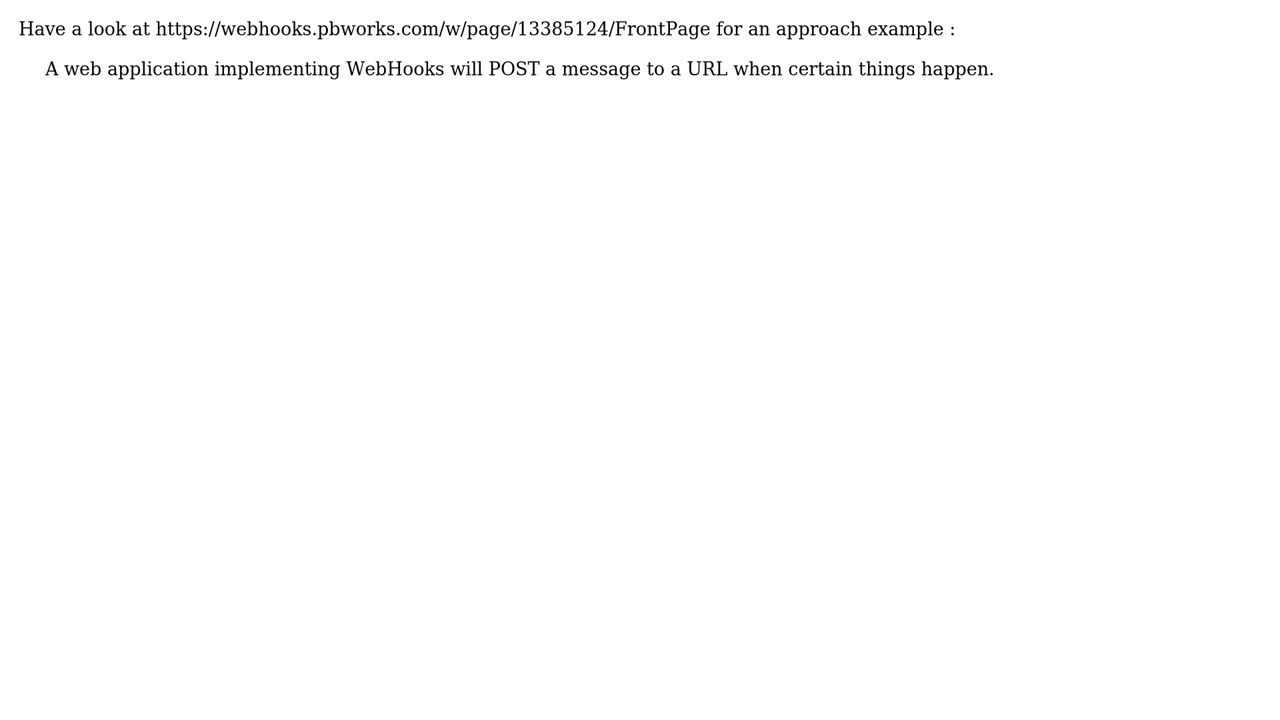 Have a look at https://webhooks.pbworks.com/w/page/13385124/FrontPage for an approach example :
A web application implementing WebHooks will POST a message to a URL when certain things happen.